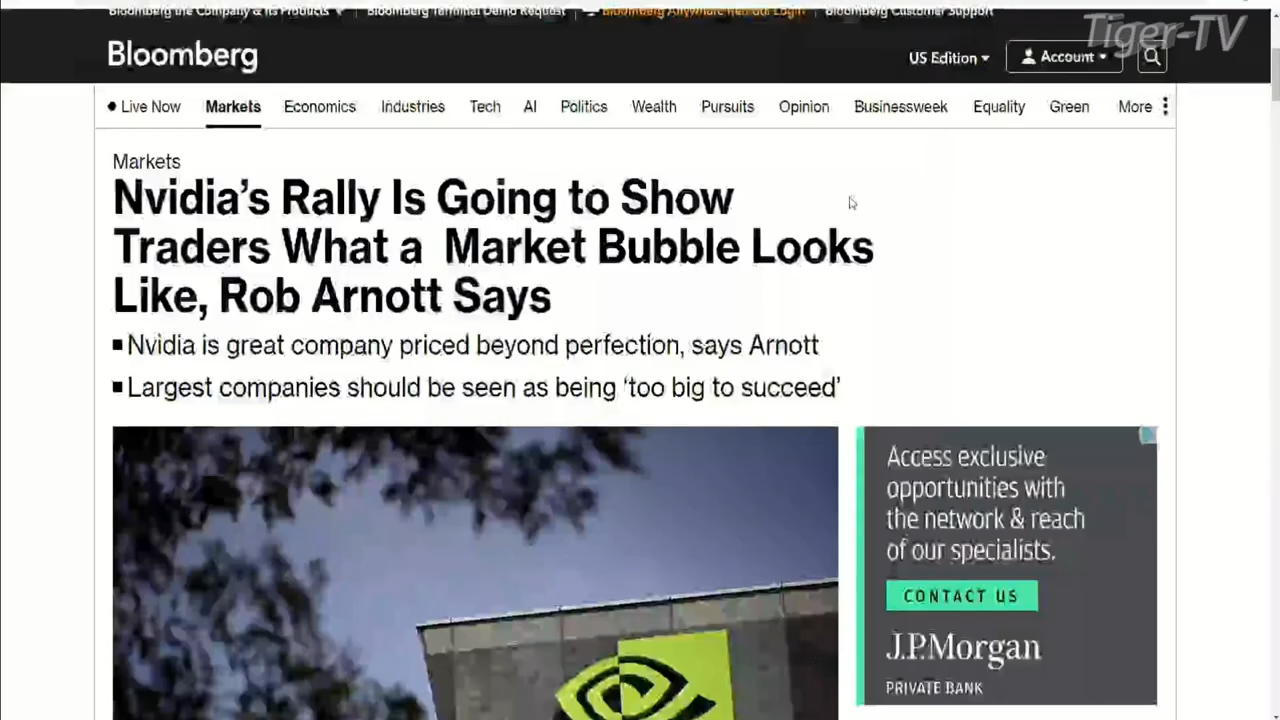 Bloomberg the Company & Its Products Bloomberg Terminal Demo Request Bloomberg Anywhere Remote Login Bloomberg Customer Support
Tiger-TV
Bloomberg
US Edition
Account
Live Now Markets Economics Industries Tech AI Politics Wealth Pursuits Opinion Businessweek Equality Green More
Markets
Nvidia's Rally Is Going to Show
Traders What a Market Bubble Looks
Like, Rob Arnott Says
Nvidia is great company priced beyond perfection, says Arnott
Largest companies should be seen as being 'too big to succeed'
Access exclusive
opportunities with
the network & reach
of our specialists.
CONTACT US
J.P.Morgan
PRIVATE BANK